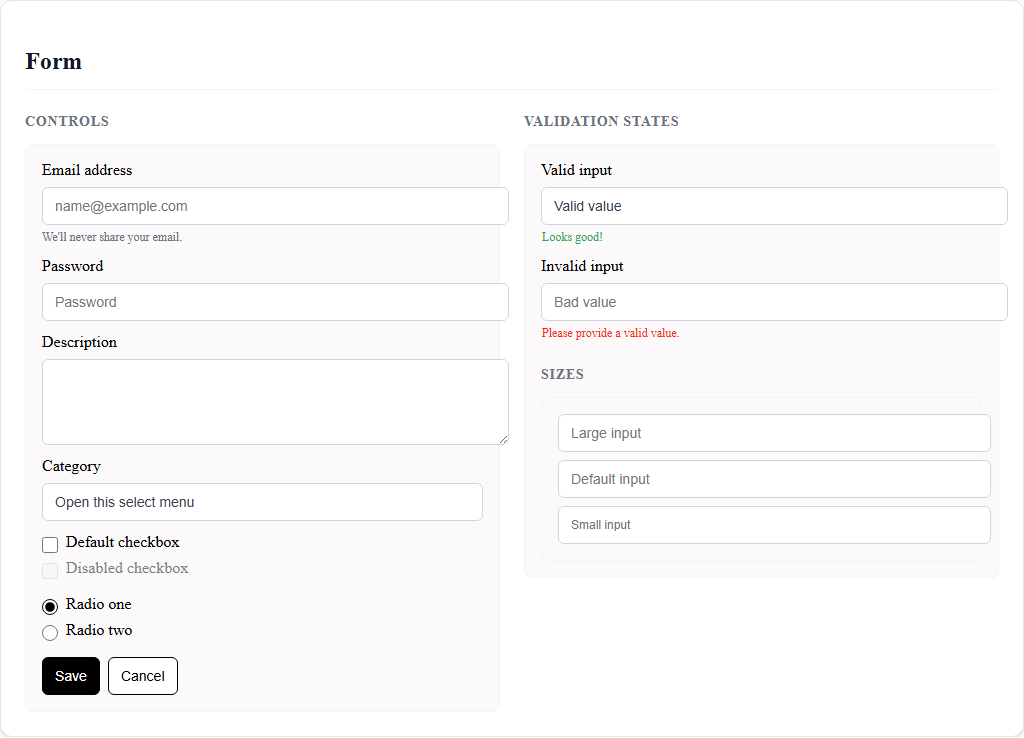 Form
CONTROLS
Email address
name@example.com
We'll never share your email.
Password
Password
Description
Category
Open this select menu
Default checkbox
Disabled checkbox
Radio one
Radio two
Save
Cancel
VALIDATION STATES
Valid input
Valid value
Looks good!
Invalid input
Bad value
Please provide a valid value.
SIZES
Large input
Default input
Small input